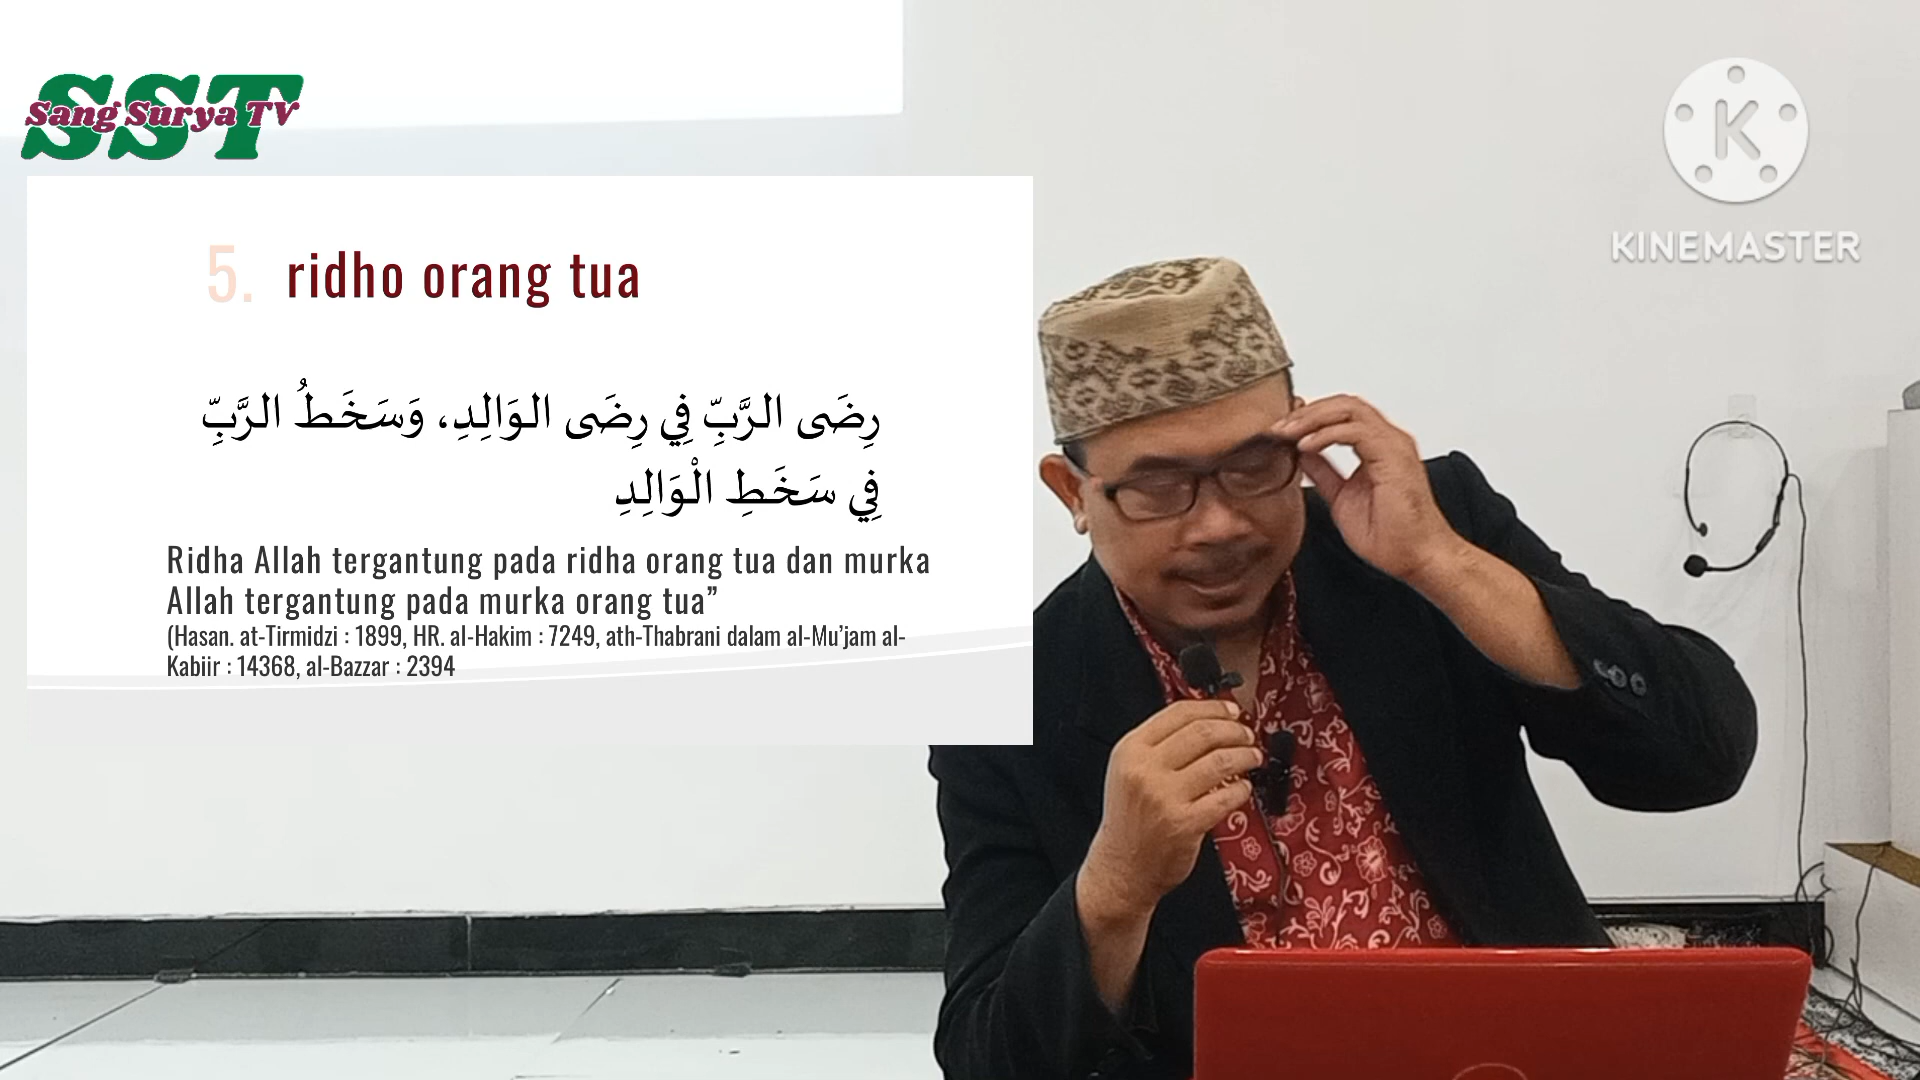 SST
Sang Surya TV
KINEMASTER
5. ridho orang tua
رِضَى الرَّبِّ فِي رِضَى الوَالِدِ، وَسَخَطُ الرَّبِّ
فِي سَخَطِ الْوَالِدِ
Ridha Allah tergantung pada ridha orang tua dan murka
Allah tergantung pada murka orang tua”
(Hasan. at-Tirmidzi : 1899, HR. al-Hakim : 7249, ath-Thabrani dalam al-Mu’jam al-
Kabiir : 14368, al-Bazzar : 2394